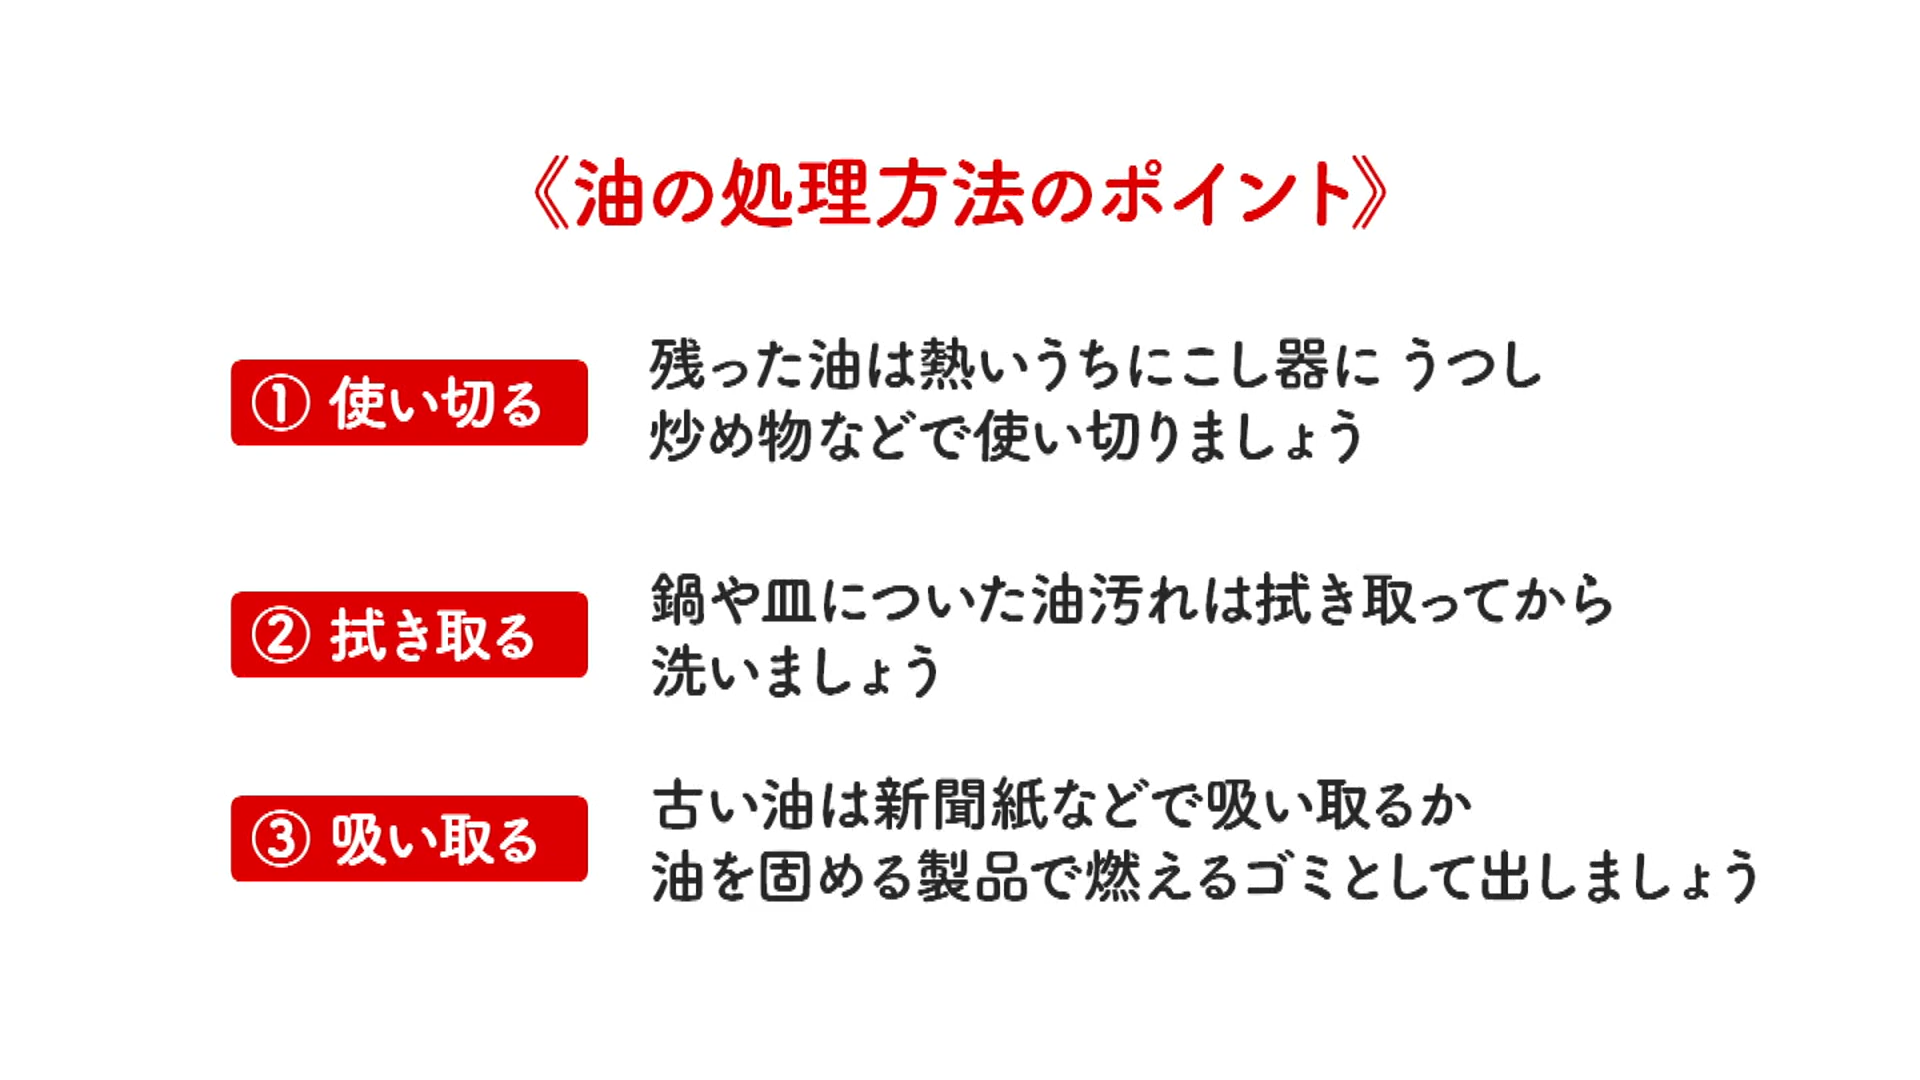 《油の処理方法のポイント》
① 使い切る
残った油は熱いうちにこし器に うつし
炒め物などで使い切りましょう
② 拭き取る
鍋や皿についた油汚れは拭き取ってから
洗いましょう
③ 吸い取る
古い油は新聞紙などで吸い取るか
油を固める製品で燃えるゴミとして出しましょう